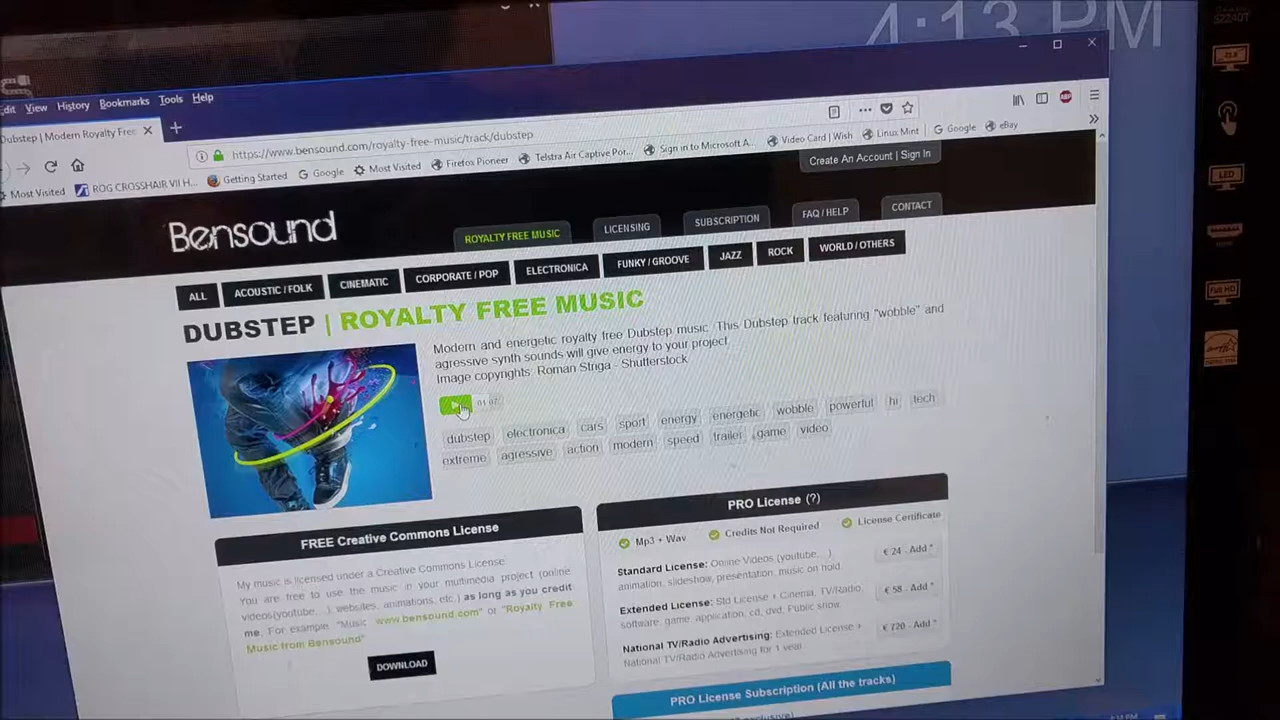 4:13 PM
S22,40T
Edit View History Bookmarks Tools Help
Dubstep | Modern Royalty Free
https://www.bensound.com/royalty-free-music/track/dubstep
Most Visited ROG CROSSHAIR VII H... Getting Started Google Most Visited Firefox Pioneer Telstra Air Captive Por... Sign in to Microsoft A... Video Card | Wish Linux Mint Google eBay
Create An Account | Sign In
Bensound
ROYALTY FREE MUSIC LICENSING SUBSCRIPTION FAQ / HELP CONTACT
ALL ACOUSTIC / FOLK CINEMATIC CORPORATE / POP ELECTRONICA FUNKY / GROOVE JAZZ ROCK WORLD / OTHERS
DUBSTEP | ROYALTY FREE MUSIC
Modern and energetic royalty free Dubstep music. This Dubstep track featuring "wobble" and
agressive synth sounds will give energy to your project.
Image copyrights: Roman Striga - Shutterstock
dubstep electronica cars sport energy energetic wobble powerful hi tech
extreme agressive action modern speed trailer game video
FREE Creative Commons License
My music is licensed under a Creative Commons License.
You are free to use the music in your multimedia project (online
videos(youtube...), websites, animations, etc.) as long as you credit
me. For example: "Music: www.bensound.com" or "Royalty Free
Music from Bensound"
DOWNLOAD
PRO License (?)
Mp3 + Wav Credits Not Required License Certificate
Standard License: Online Videos (youtube,...),
animation, slideshow, presentation, music on hold. € 24 - Add *
Extended License: Std License + Cinema, TV/Radio,
software, game, application, cd, dvd, Public show. € 58 - Add *
National TV/Radio Advertising: Extended License +
National TV/Radio Advertising for 1 year. € 720 - Add *
PRO License Subscription (All the tracks)
LED
Full HD